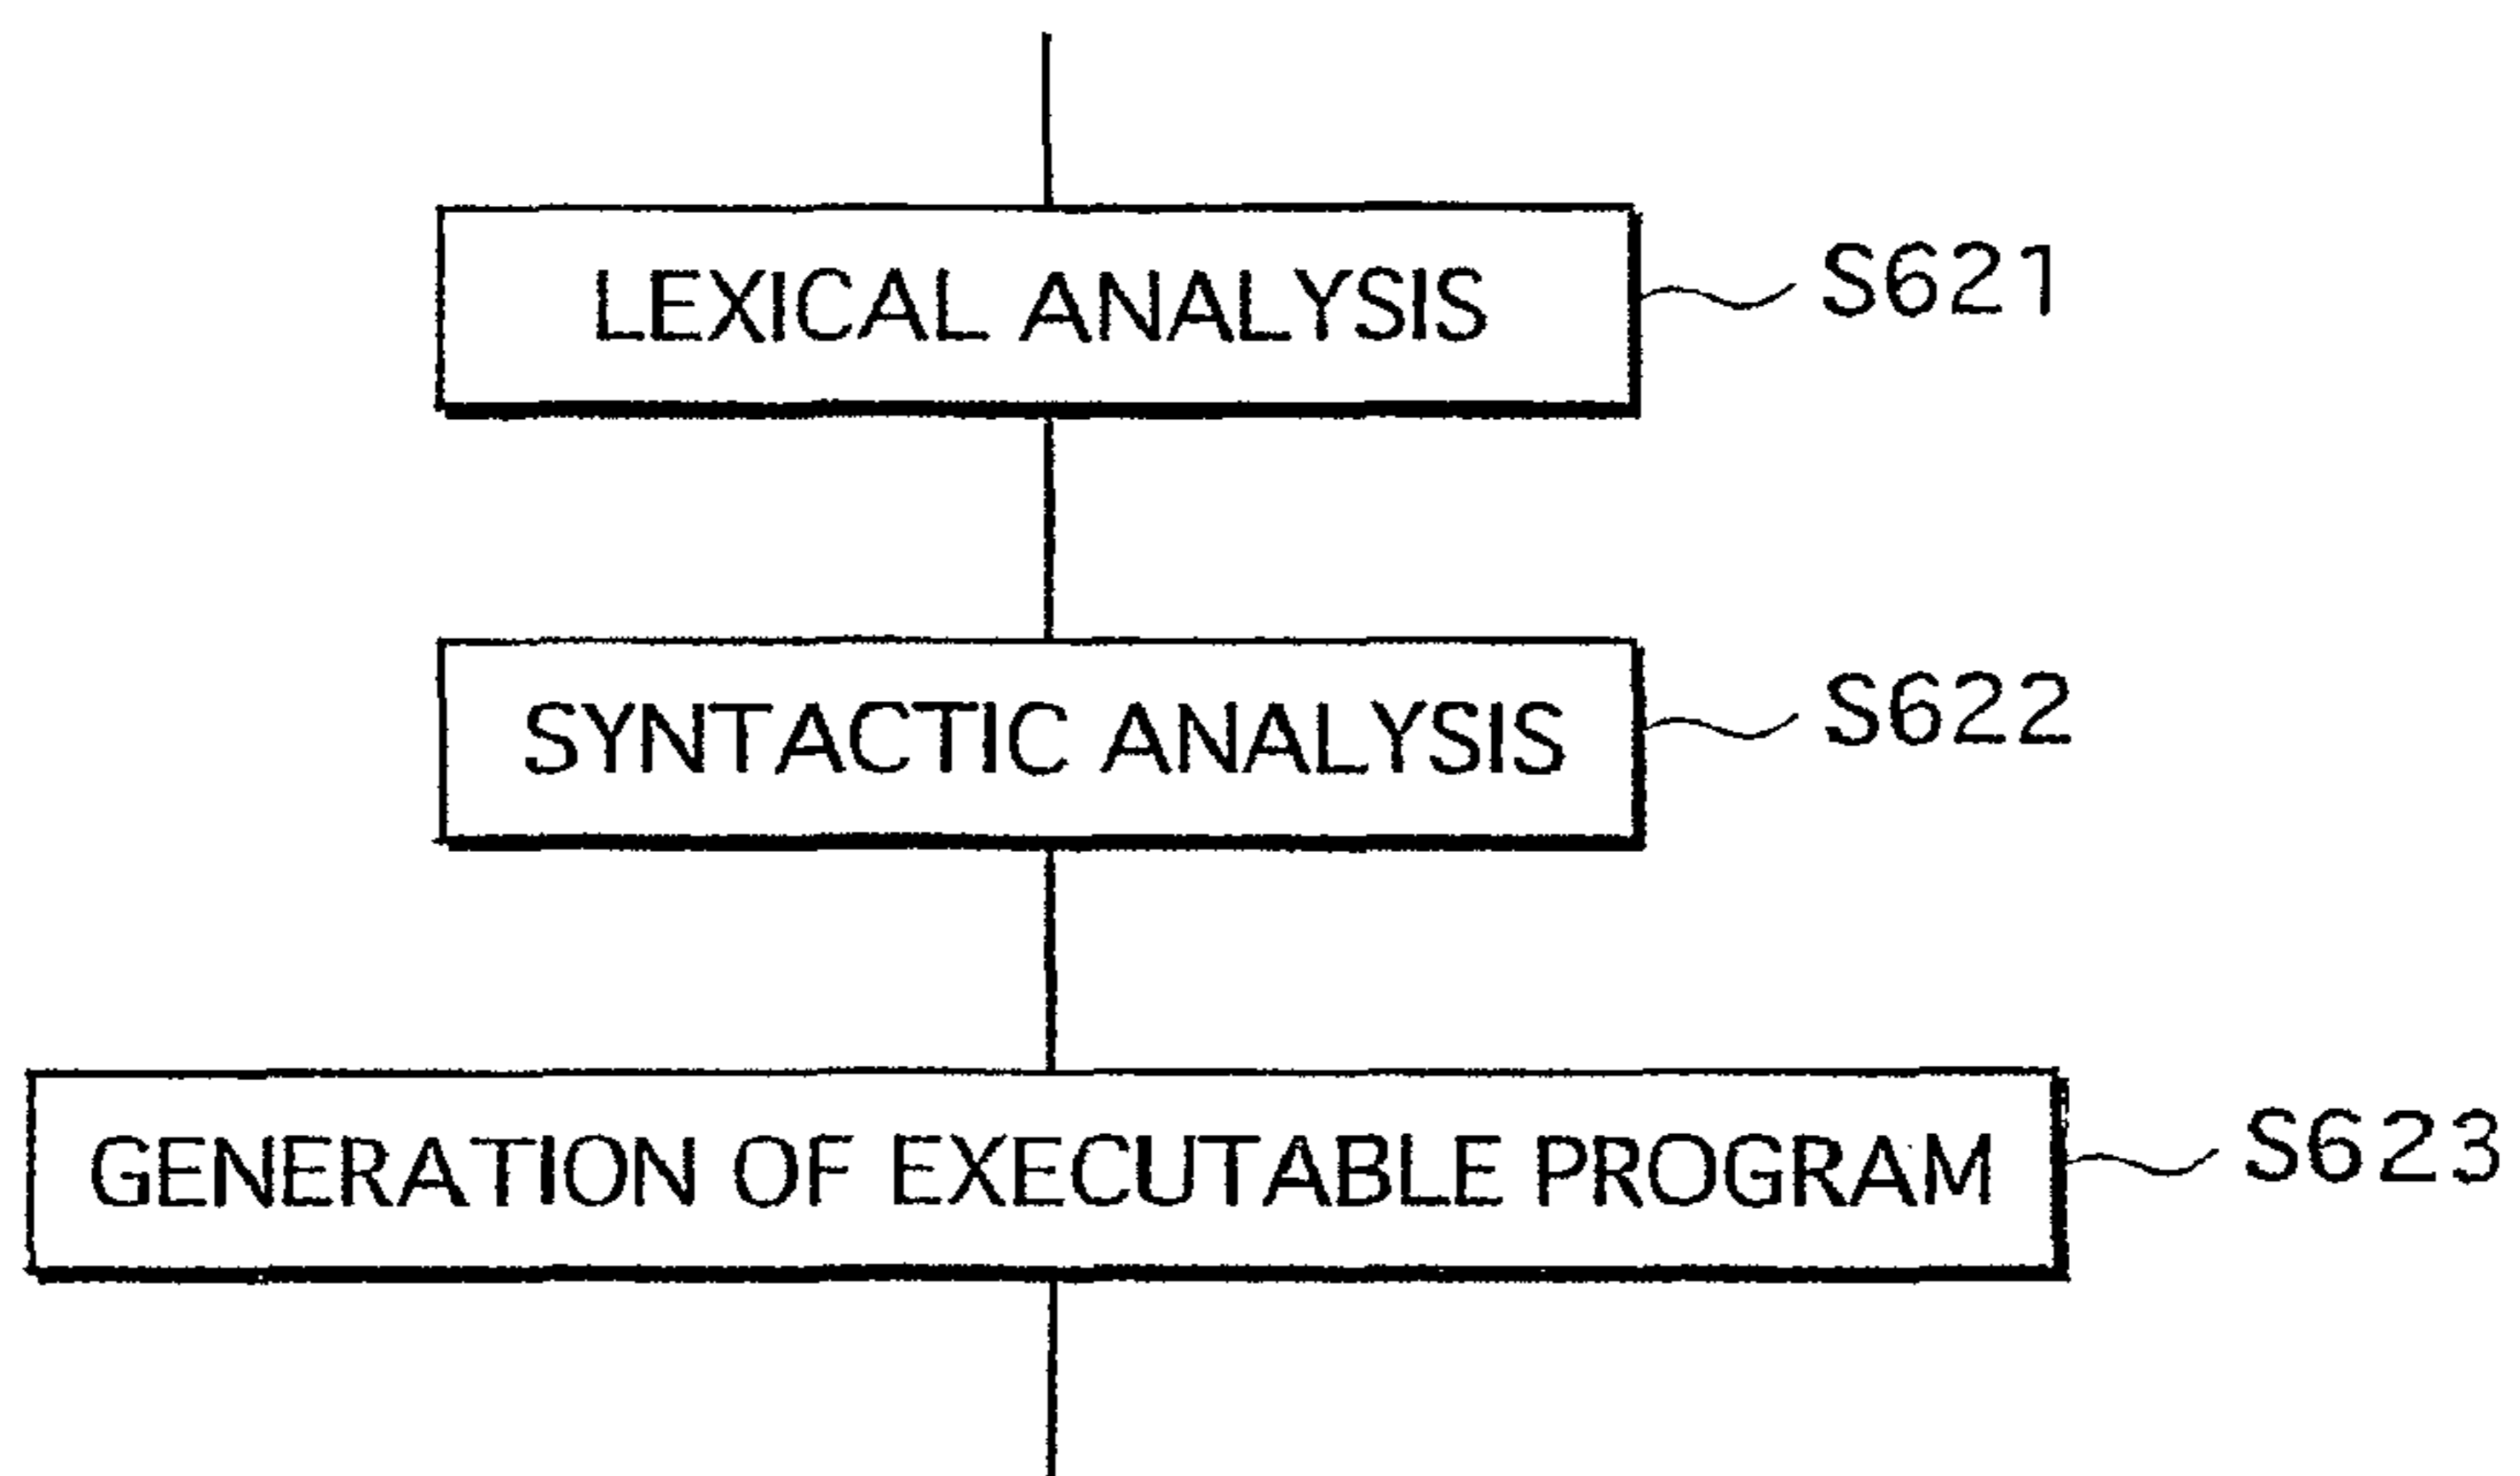 LEXICAL ANALYSIS S621
SYNTACTIC ANALYSIS S622
GENERATION OF EXECUTABLE PROGRAM S623